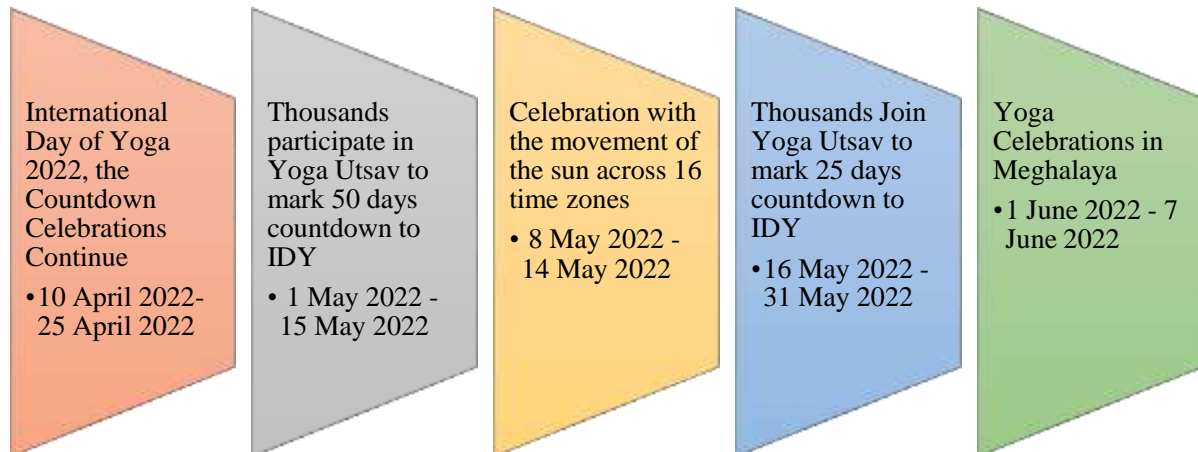 International
Day of Yoga
2022, the
Countdown
Celebrations
Continue
•10 April 2022-
25 April 2022
Thousands
participate in
Yoga Utsav to
mark 50 days
countdown to
IDY
• 1 May 2022 -
15 May 2022
Celebration with
the movement of
the sun across 16
time zones
• 8 May 2022 -
14 May 2022
Thousands Join
Yoga Utsav to
mark 25 days
countdown to
IDY
•16 May 2022 -
31 May 2022
Yoga
Celebrations in
Meghalaya
•1 June 2022 - 7
June 2022